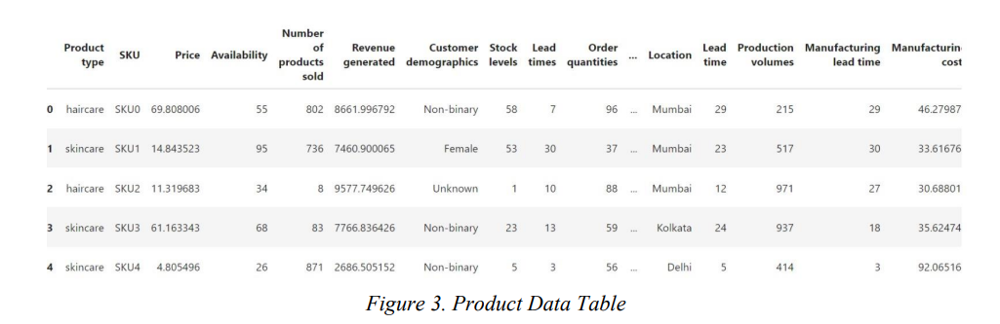 Product type SKU Price Availability Number of products sold Revenue generated Customer demographics Stock levels Lead times Order quantities ... Location Lead time Production volumes Manufacturing lead time Manufacturin cost
0 haircare SKU0 69.808006 55 802 8661.996792 Non-binary 58 7 96 ... Mumbai 29 215 29 46.27987
1 skincare SKU1 14.843523 95 736 7460.900065 Female 53 30 37 ... Mumbai 23 517 30 33.61676
2 haircare SKU2 11.319683 34 8 9577.749626 Unknown 1 10 88 ... Mumbai 12 971 27 30.68801
3 skincare SKU3 61.163343 68 83 7766.836426 Non-binary 23 13 59 ... Kolkata 24 937 18 35.62474
4 skincare SKU4 4.805496 26 871 2686.505152 Non-binary 5 3 56 ... Delhi 5 414 3 92.06516
Figure 3. Product Data Table